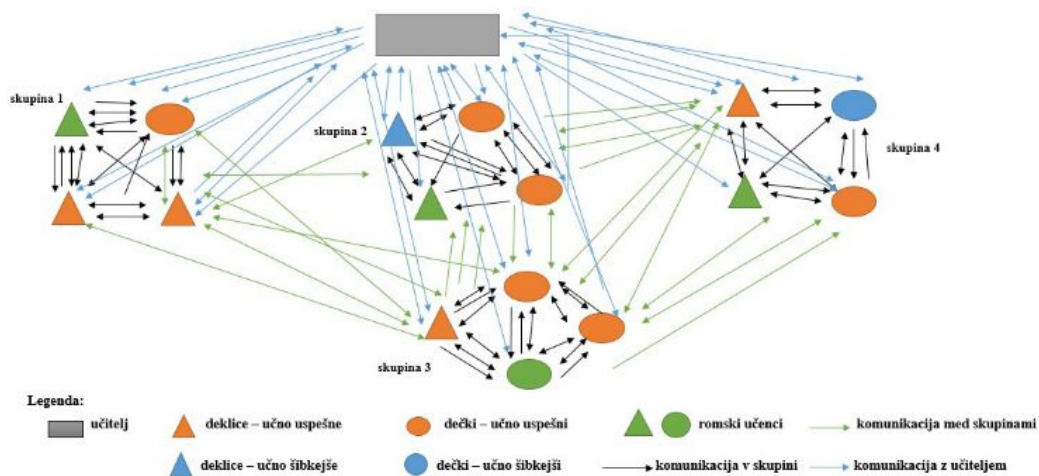 skupina 1
skupina 2
skupina 4
skupina 3
Legenda:
učitelj
deklice – učno uspešne
dečki – učno uspešni
romski učenci
komunikacija med skupinami
deklice – učno šibkejše
dečki – učno šibkejši
komunikacija v skupini
komunikacija z učiteljem